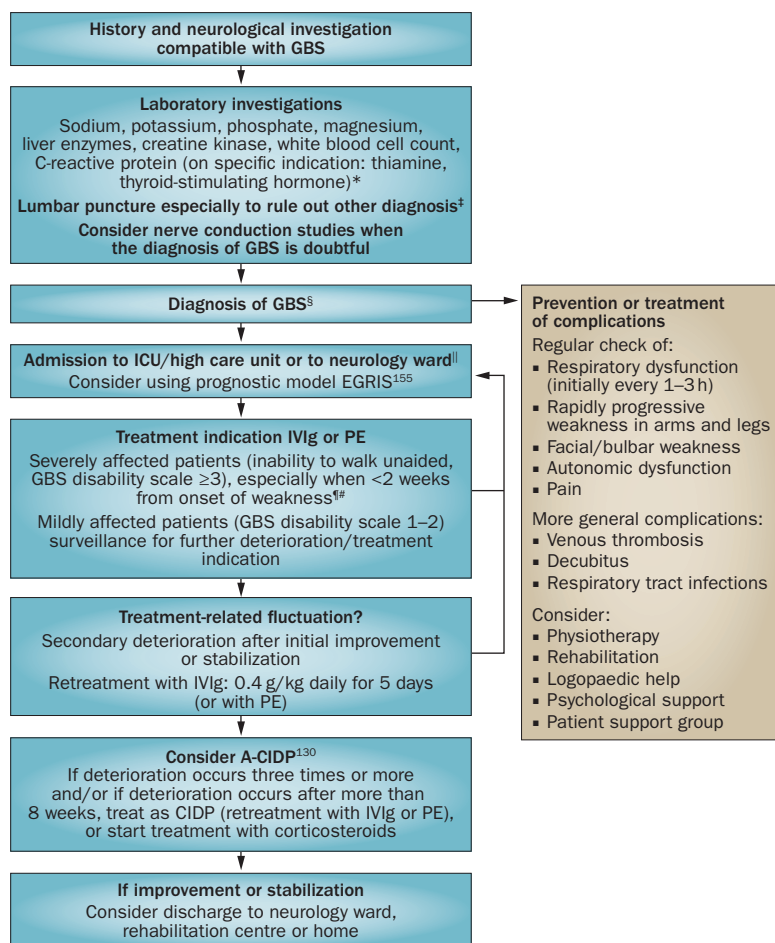 History and neurological investigation
compatible with GBS
Laboratory investigations
Sodium, potassium, phosphate, magnesium,
liver enzymes, creatine kinase, white blood cell count,
C-reactive protein (on specific indication: thiamine,
thyroid-stimulating hormone)*
Lumbar puncture especially to rule out other diagnosis‡
Consider nerve conduction studies when
the diagnosis of GBS is doubtful
Diagnosis of GBS§
Admission to ICU/high care unit or to neurology ward||
Consider using prognostic model EGRIS155
Treatment indication IVIg or PE
Severely affected patients (inability to walk unaided,
GBS disability scale ≥3), especially when <2 weeks
from onset of weakness¶#
Mildly affected patients (GBS disability scale 1–2)
surveillance for further deterioration/treatment
indication
Treatment-related fluctuation?
Secondary deterioration after initial improvement
or stabilization
Retreatment with IVIg: 0.4 g/kg daily for 5 days
(or with PE)
Consider A-CIDP130
If deterioration occurs three times or more
and/or if deterioration occurs after more than
8 weeks, treat as CIDP (retreatment with IVIg or PE),
or start treatment with corticosteroids
If improvement or stabilization
Consider discharge to neurology ward,
rehabilitation centre or home
Prevention or treatment
of complications
Regular check of:
▪ Respiratory dysfunction
(initially every 1–3 h)
▪ Rapidly progressive
weakness in arms and legs
▪ Facial/bulbar weakness
▪ Autonomic dysfunction
▪ Pain
More general complications:
▪ Venous thrombosis
▪ Decubitus
▪ Respiratory tract infections
Consider:
▪ Physiotherapy
▪ Rehabilitation
▪ Logopaedic help
▪ Psychological support
▪ Patient support group